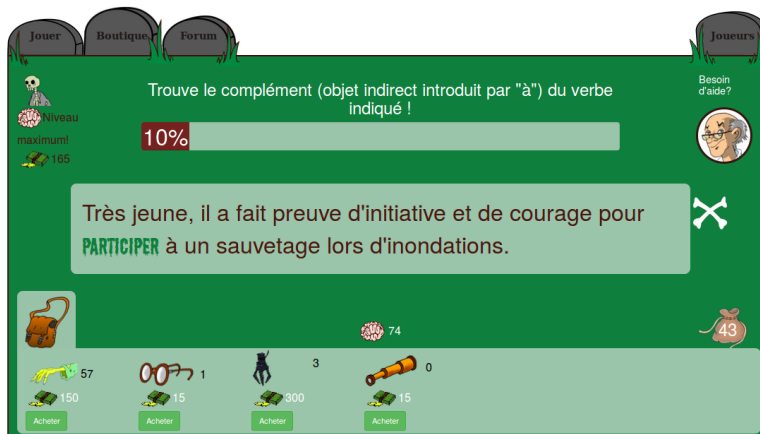 Jouer
Boutique
Forum
Joueurs
Besoin
d'aide?
Trouve le complément (objet indirect introduit par "à") du verbe
indiqué !
Niveau
maximum!
165
10%
Très jeune, il a fait preuve d'initiative et de courage pour
PARTICIPER à un sauvetage lors d'inondations.
74
43
57
1
3
0
150
15
300
15
Acheter
Acheter
Acheter
Acheter